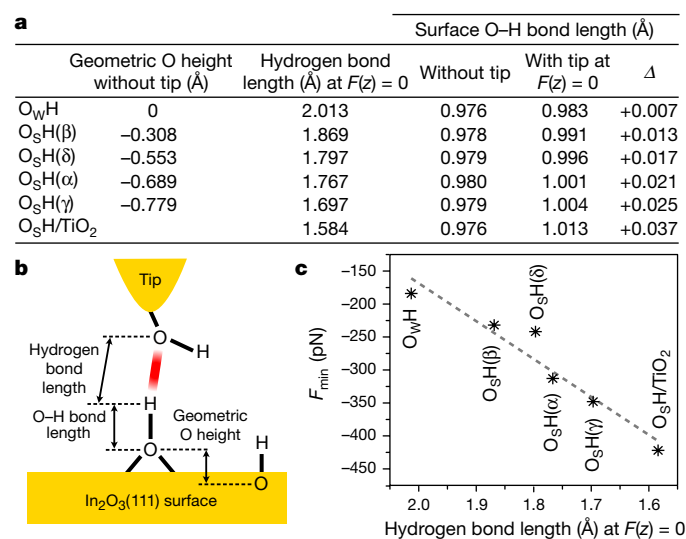 a
Surface O–H bond length (Å)
Geometric O height without tip (Å) Hydrogen bond length (Å) at F(z) = 0 Without tip With tip at F(z) = 0 Δ
OWH 0 2.013 0.976 0.983 +0.007
OSH(β) −0.308 1.869 0.978 0.991 +0.013
OSH(δ) −0.553 1.797 0.979 0.996 +0.017
OSH(α) −0.689 1.767 0.980 1.001 +0.021
OSH(γ) −0.779 1.697 0.979 1.004 +0.025
OSH/TiO2 1.584 0.976 1.013 +0.037
b
Tip
O
H
Hydrogen
bond
length
H
O–H bond
length
Geometric
O height
H
O
O
In2O3(111) surface
c
Fmin (pN)
−150
−200
−250
−300
−350
−400
−450
OWH
OSH(β)
OSH(δ)
OSH(α)
OSH(γ)
OSH/TiO2
2.0 1.9 1.8 1.7 1.6
Hydrogen bond length (Å) at F(z) = 0